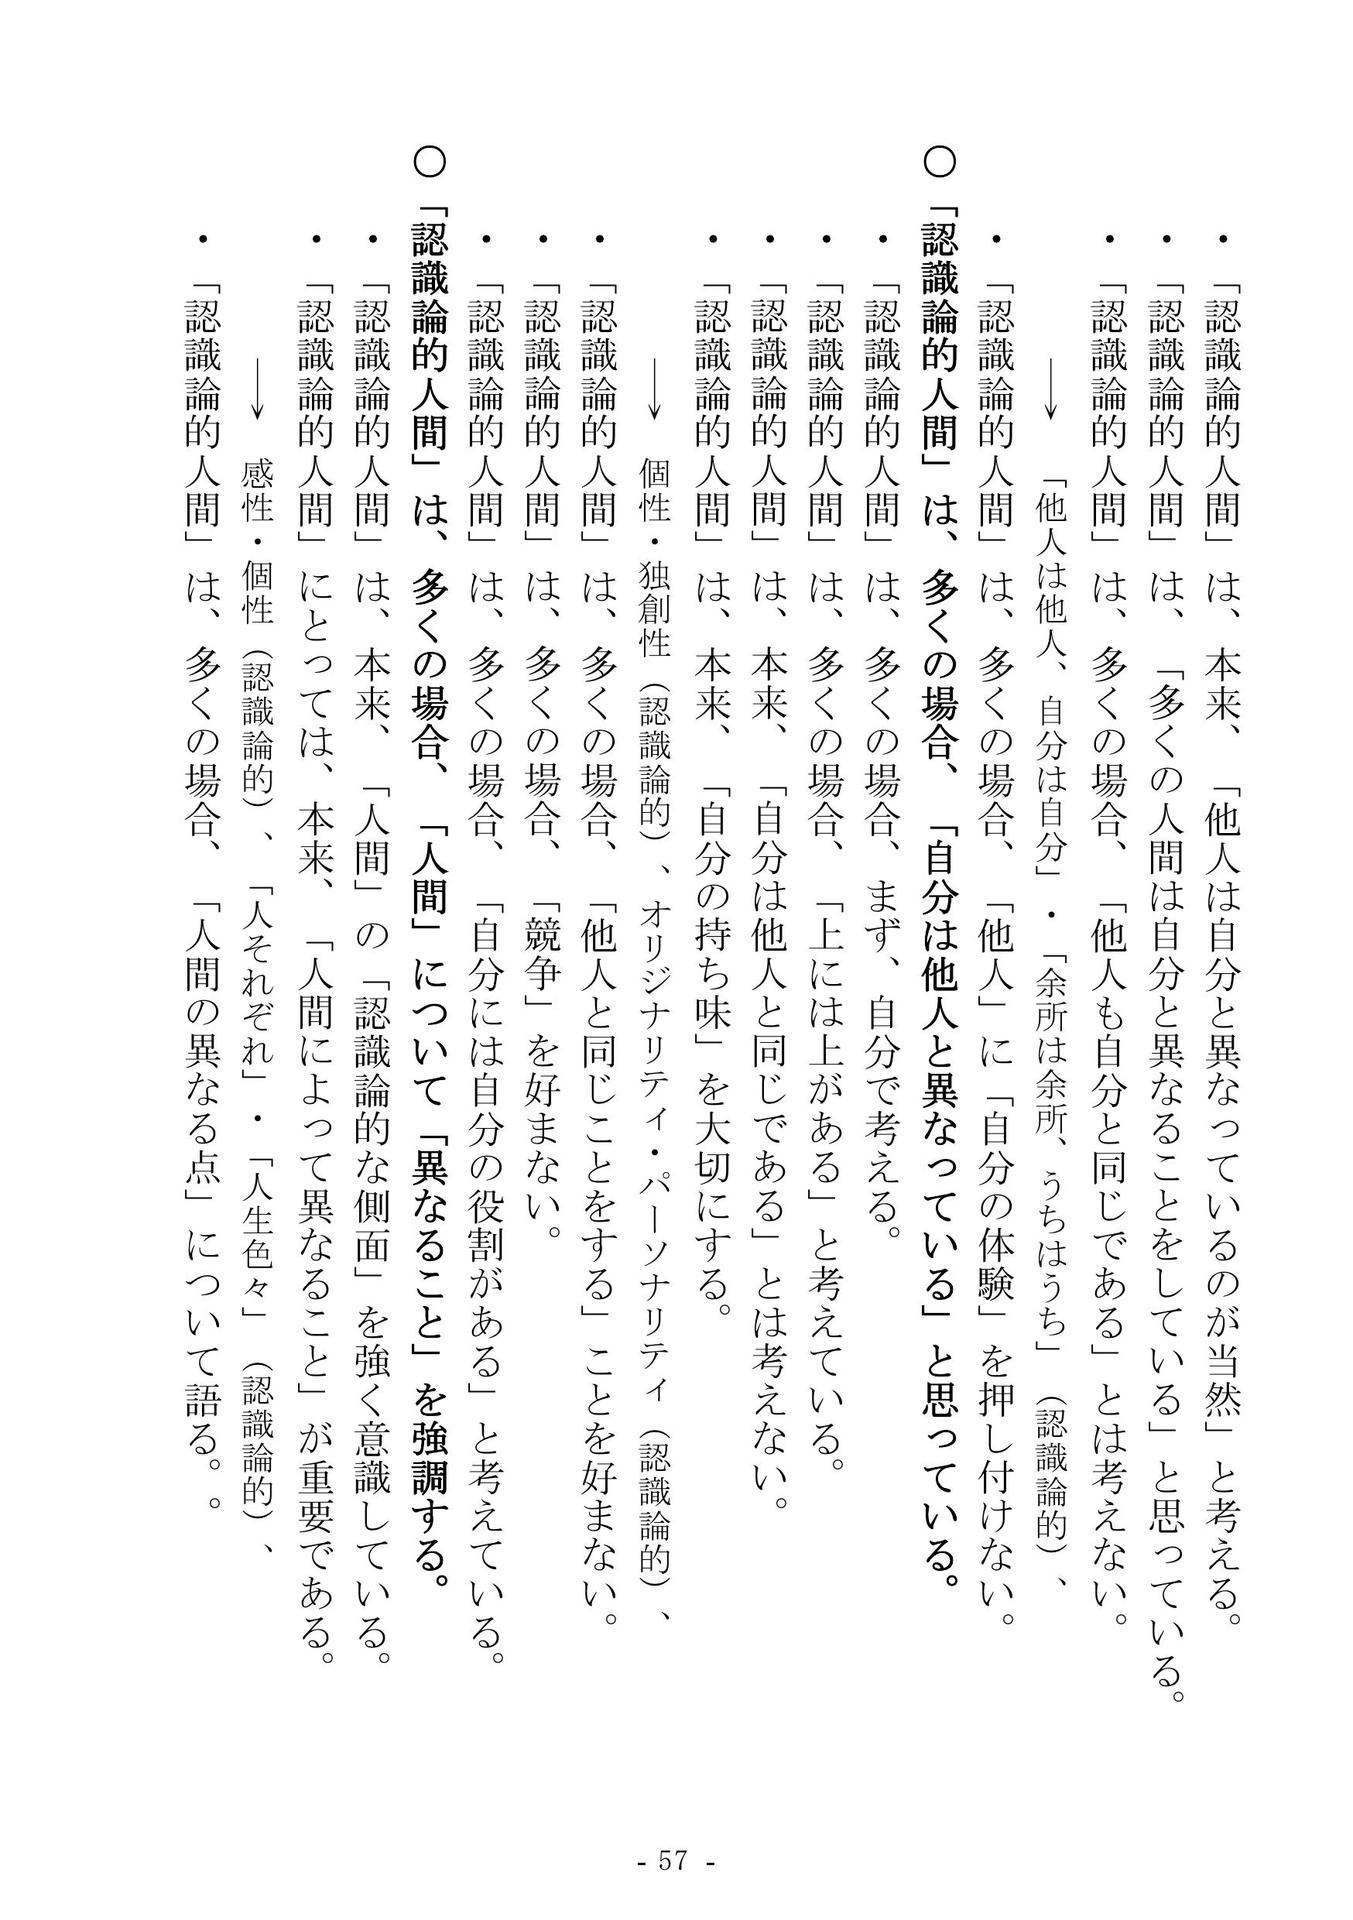 ・「認識論的人間」は、本来、「他人は自分と異なっているのが当然」と考える。
・「認識論的人間」は、「多くの人間は自分と異なることをしている」と思っている。
・「認識論的人間」は、多くの場合、「他人も自分と同じである」とは考えない。
→「他人は他人、自分は自分」・「余所は余所、うちはうち」（認識論的）、
・「認識論的人間」は、多くの場合、「他人」に「自分の体験」を押し付けない。
○「認識論的人間」は、多くの場合、「自分は他人と異なっている」と思っている。
・「認識論的人間」は、多くの場合、まず、自分で考える。
・「認識論的人間」は、多くの場合、「上には上がある」と考えている。
・「認識論的人間」は、本来、「自分は他人と同じである」とは考えない。
・「認識論的人間」は、本来、「自分の持ち味」を大切にする。
→個性・独創性（認識論的）、オリジナリティ・パーソナリティ（認識論的）、
・「認識論的人間」は、多くの場合、「他人と同じことをする」ことを好まない。
・「認識論的人間」は、多くの場合、「競争」を好まない。
・「認識論的人間」は、多くの場合、「自分には自分の役割がある」と考えている。
○「認識論的人間」は、多くの場合、「人間」について「異なること」を強調する。
・「認識論的人間」は、本来、「人間」の「認識論的な側面」を強く意識している。
・「認識論的人間」にとっては、本来、「人間によって異なること」が重要である。
→感性・個性（認識論的）、「人それぞれ」・「人生色々」（認識論的）、
・「認識論的人間」は、多くの場合、「人間の異なる点」について語る。。
- 57 -